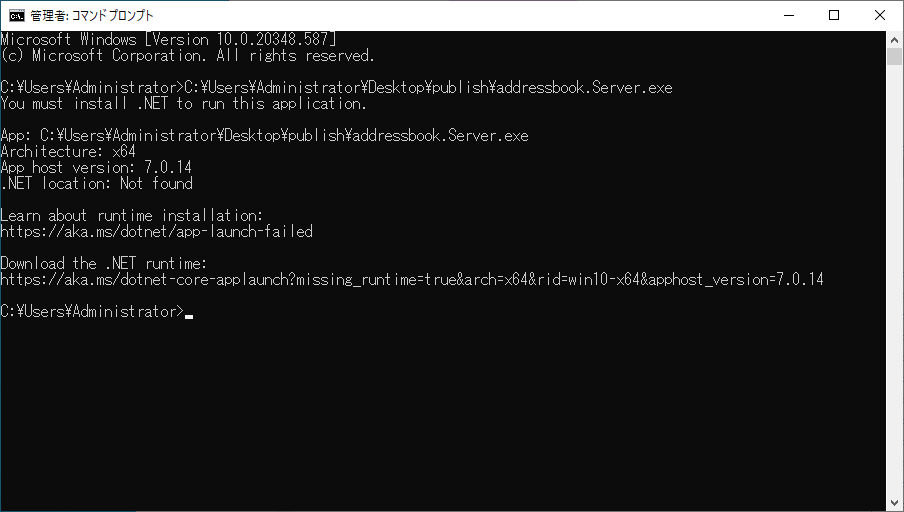 管理者: コマンドプロンプト
Microsoft Windows [Version 10.0.20348.587]
(c) Microsoft Corporation. All rights reserved.
C:¥Users¥Administrator>C:¥Users¥Administrator¥Desktop¥publish¥addressbook.Server.exe
You must install .NET to run this application.
App: C:¥Users¥Administrator¥Desktop¥publish¥addressbook.Server.exe
Architecture: x64
App host version: 7.0.14
.NET location: Not found
Learn about runtime installation:
https://aka.ms/dotnet/app-launch-failed
Download the .NET runtime:
https://aka.ms/dotnet-core-applaunch?missing_runtime=true&arch=x64&rid=win10-x64&apphost_version=7.0.14
C:¥Users¥Administrator>